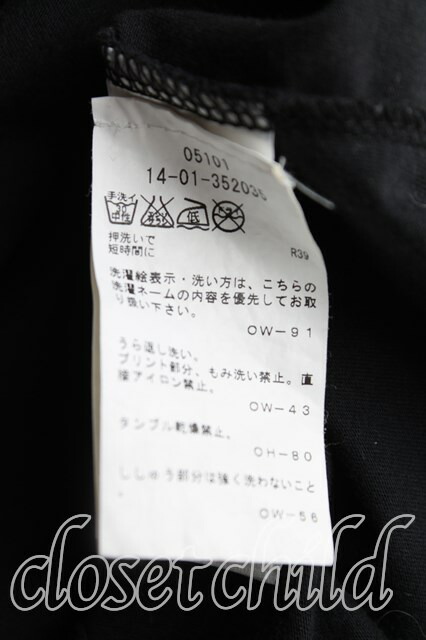 05101
14-01-352036
手洗イ
30
中性
押洗いで
短時間に
R39
洗濯絵表示・洗い方は、こちらの
洗濯ネームの内容を優先してお取
り扱い下さい。
OW-91
うら返し洗い。
プリント部分、もみ洗い禁止。直
接アイロン禁止。
OW-43
タンブル乾燥禁止。
OH-80
ししゅう部分は強く洗わないこと
。
OW-56
closet child